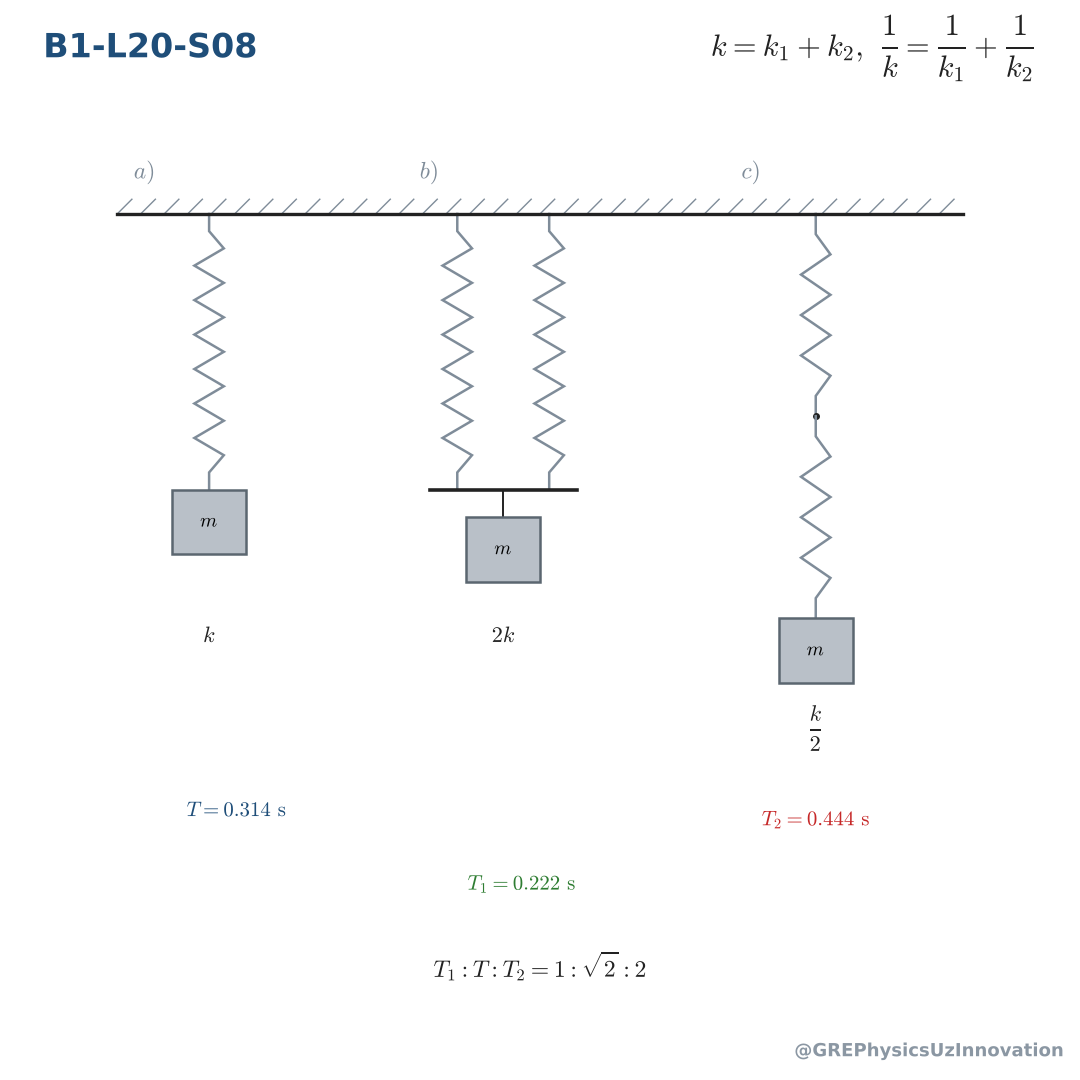 B1-L20-S08
k = k₁ + k₂, 1/k = 1/k₁ + 1/k₂
a) b) c)
m
m
m
k 2k
k/2
T = 0.314 s
T₂ = 0.444 s
T₁ = 0.222 s
T₁ : T : T₂ = 1 : √2 : 2
@GREPhysicsUzInnovation